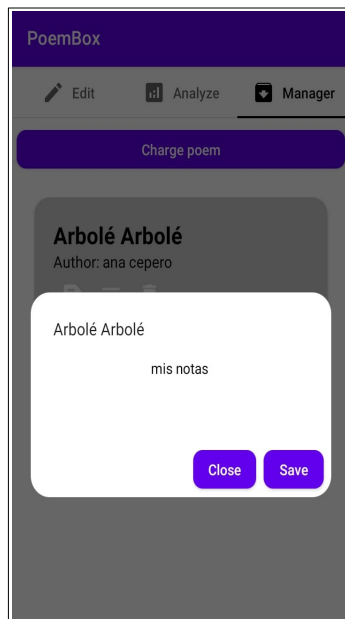 PoemBox
Edit Analyze Manager
Charge poem
Arbolé Arbolé
Author: ana cepero
Arbolé Arbolé
mis notas
Close Save